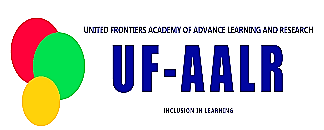 UNITED FRONTIERS ACADEMY OF ADVANCE LEARNING AND RESEARCH
UF-AALR
INCLUSION IN LEARNING